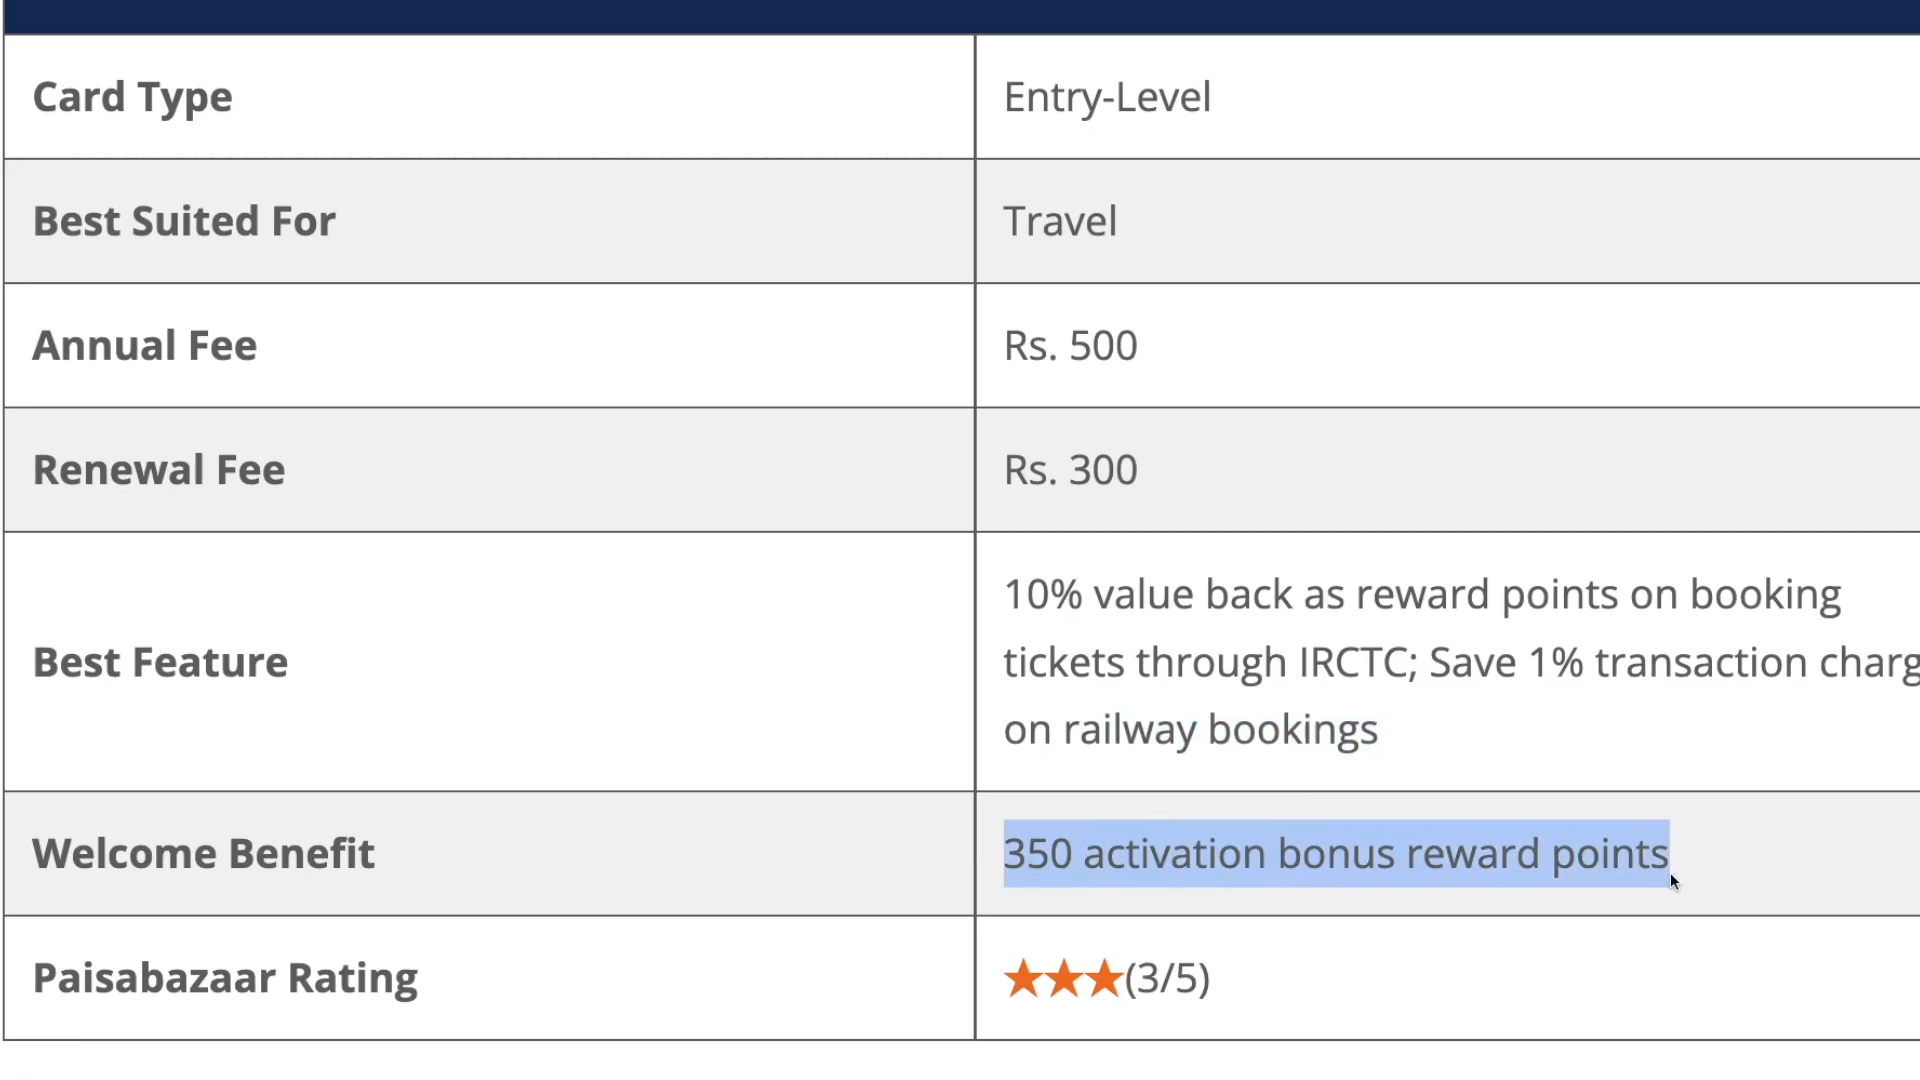 Card Type
Entry-Level
Best Suited For
Travel
Annual Fee
Rs. 500
Renewal Fee
Rs. 300
Best Feature
10% value back as reward points on booking
tickets through IRCTC; Save 1% transaction
on railway bookings
Welcome Benefit
350 activation bonus reward points
Paisabazaar Rating
★★★(3/5)